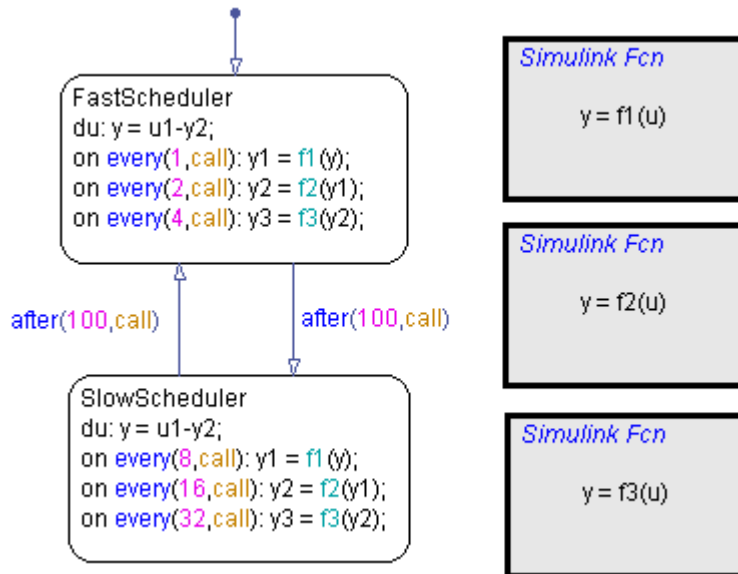 FastScheduler
du: y = u1-y2;
on every(1,call): y1 = f1(y);
on every(2,call): y2 = f2(y1);
on every(4,call): y3 = f3(y2);
after(100,call)
after(100,call)
SlowScheduler
du: y = u1-y2;
on every(8,call): y1 = f1(y);
on every(16,call): y2 = f2(y1);
on every(32,call): y3 = f3(y2);
Simulink Fcn
y = f1(u)
Simulink Fcn
y = f2(u)
Simulink Fcn
y = f3(u)